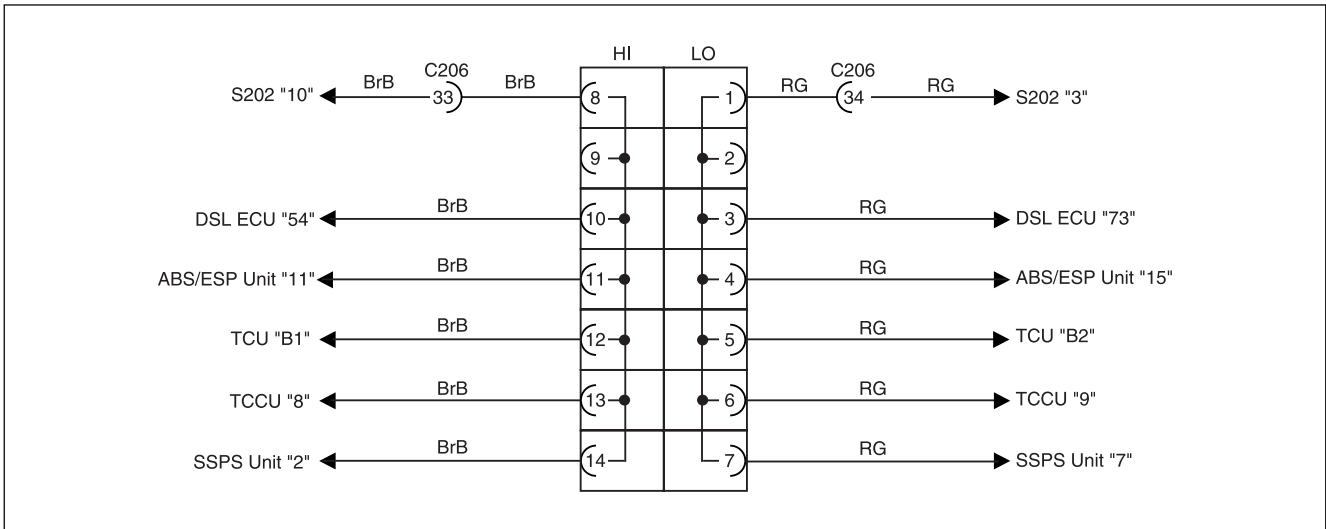 HI LO
C206 C206
S202 "10" BrB 33 BrB 8 1 RG 34 RG S202 "3"
9 2
DSL ECU "54" BrB 10 3 RG DSL ECU "73"
ABS/ESP Unit "11" BrB 11 4 RG ABS/ESP Unit "15"
TCU "B1" BrB 12 5 RG TCU "B2"
TCCU "8" BrB 13 6 RG TCCU "9"
SSPS Unit "2" BrB 14 7 RG SSPS Unit "7"